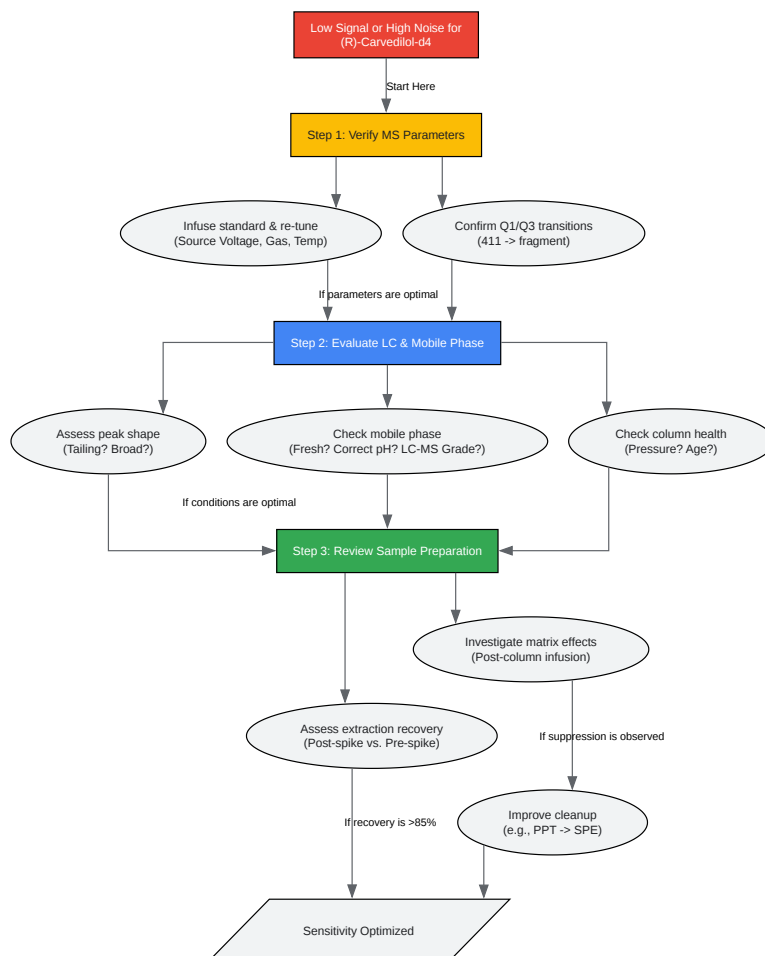 Low Signal or High Noise for
(R)-Carvedilol-d4
Start Here
Step 1: Verify MS Parameters
Infuse standard & re-tune
(Source Voltage, Gas, Temp)
Confirm Q1/Q3 transitions
(411 -> fragment)
If parameters are optimal
Step 2: Evaluate LC & Mobile Phase
Assess peak shape
(Tailing? Broad?)
Check mobile phase
(Fresh? Correct pH? LC-MS Grade?)
Check column health
(Pressure? Age?)
If conditions are optimal
Step 3: Review Sample Preparation
Investigate matrix effects
(Post-column infusion)
Assess extraction recovery
(Post-spike vs. Pre-spike)
If suppression is observed
If recovery is >85%
Improve cleanup
(e.g., PPT -> SPE)
Sensitivity Optimized